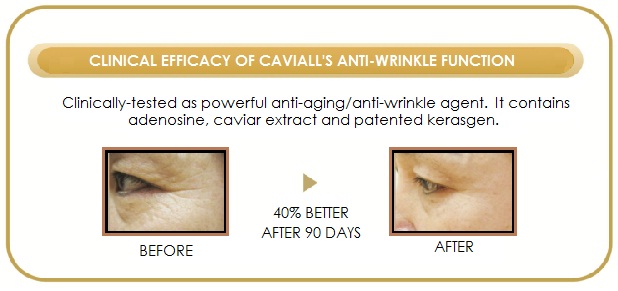 CLINICAL EFFICACY OF CAVIALL'S ANTI-WRINKLE FUNCTION
Clinically-tested as powerful anti-aging/anti-wrinkle agent. It contains
adenosine, caviar extract and patented kerasgen.
40% BETTER
AFTER 90 DAYS
BEFORE
AFTER